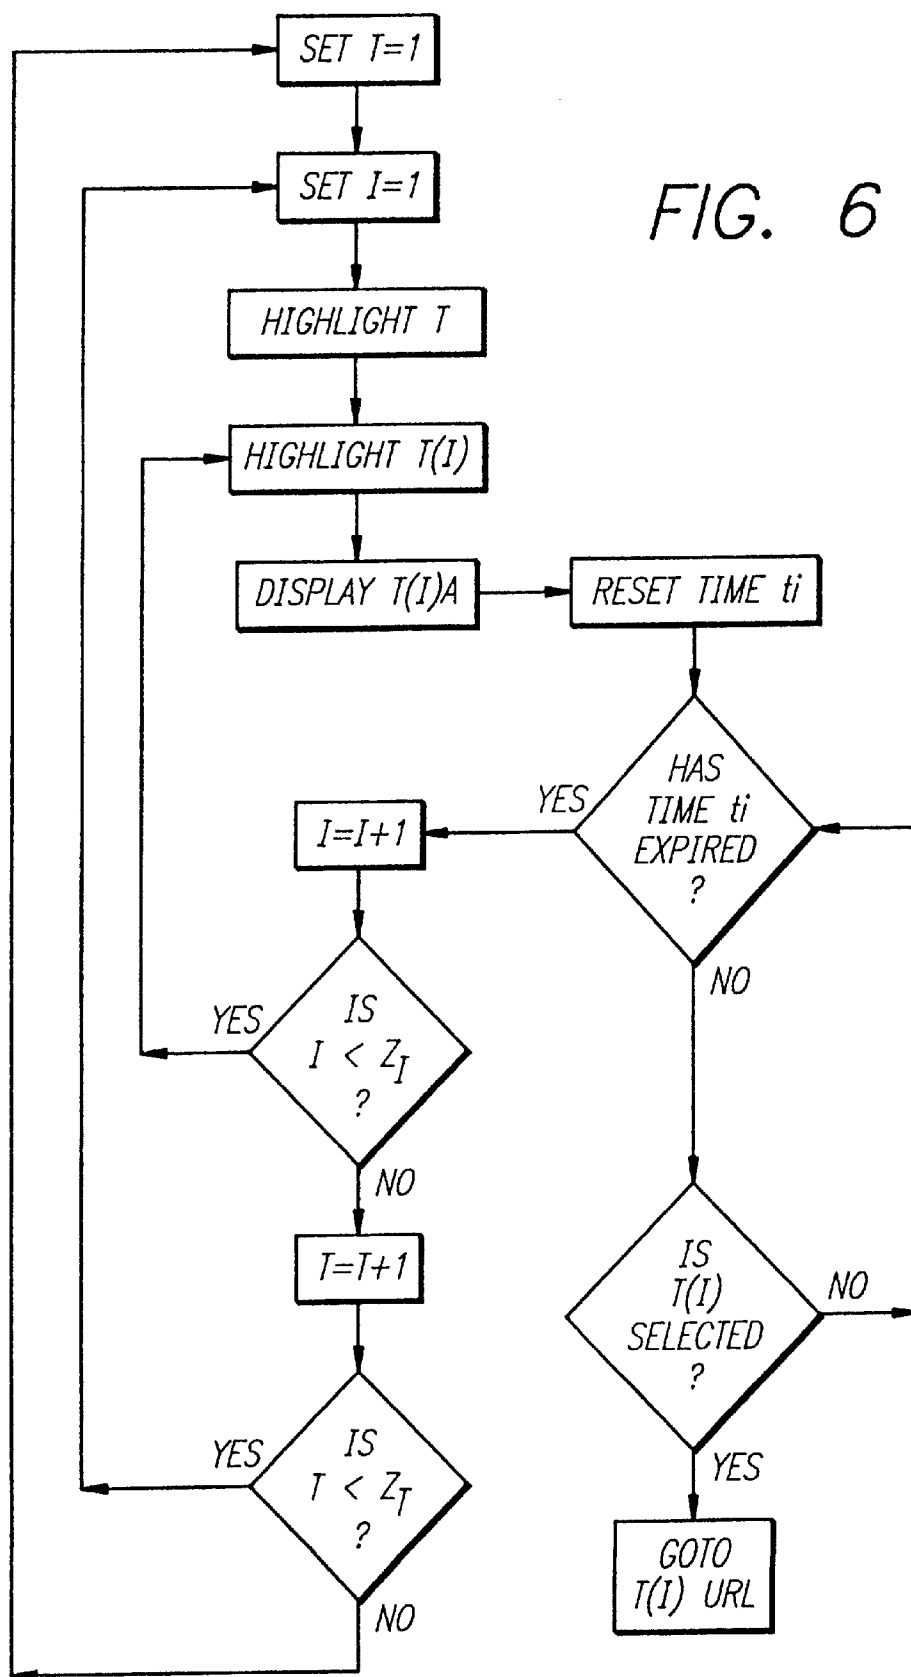 SET T=1
SET I=1
FIG. 6
HIGHLIGHT T
HIGHLIGHT T(I)
DISPLAY T(I)A
RESET TIME ti
HAS
TIME ti
EXPIRED
?
YES
NO
I=I+1
IS
I < Z_I
?
YES
NO
T=T+1
IS
T(I)
SELECTED
?
NO
YES
IS
T < Z_T
?
YES
NO
GOTO
T(I) URL